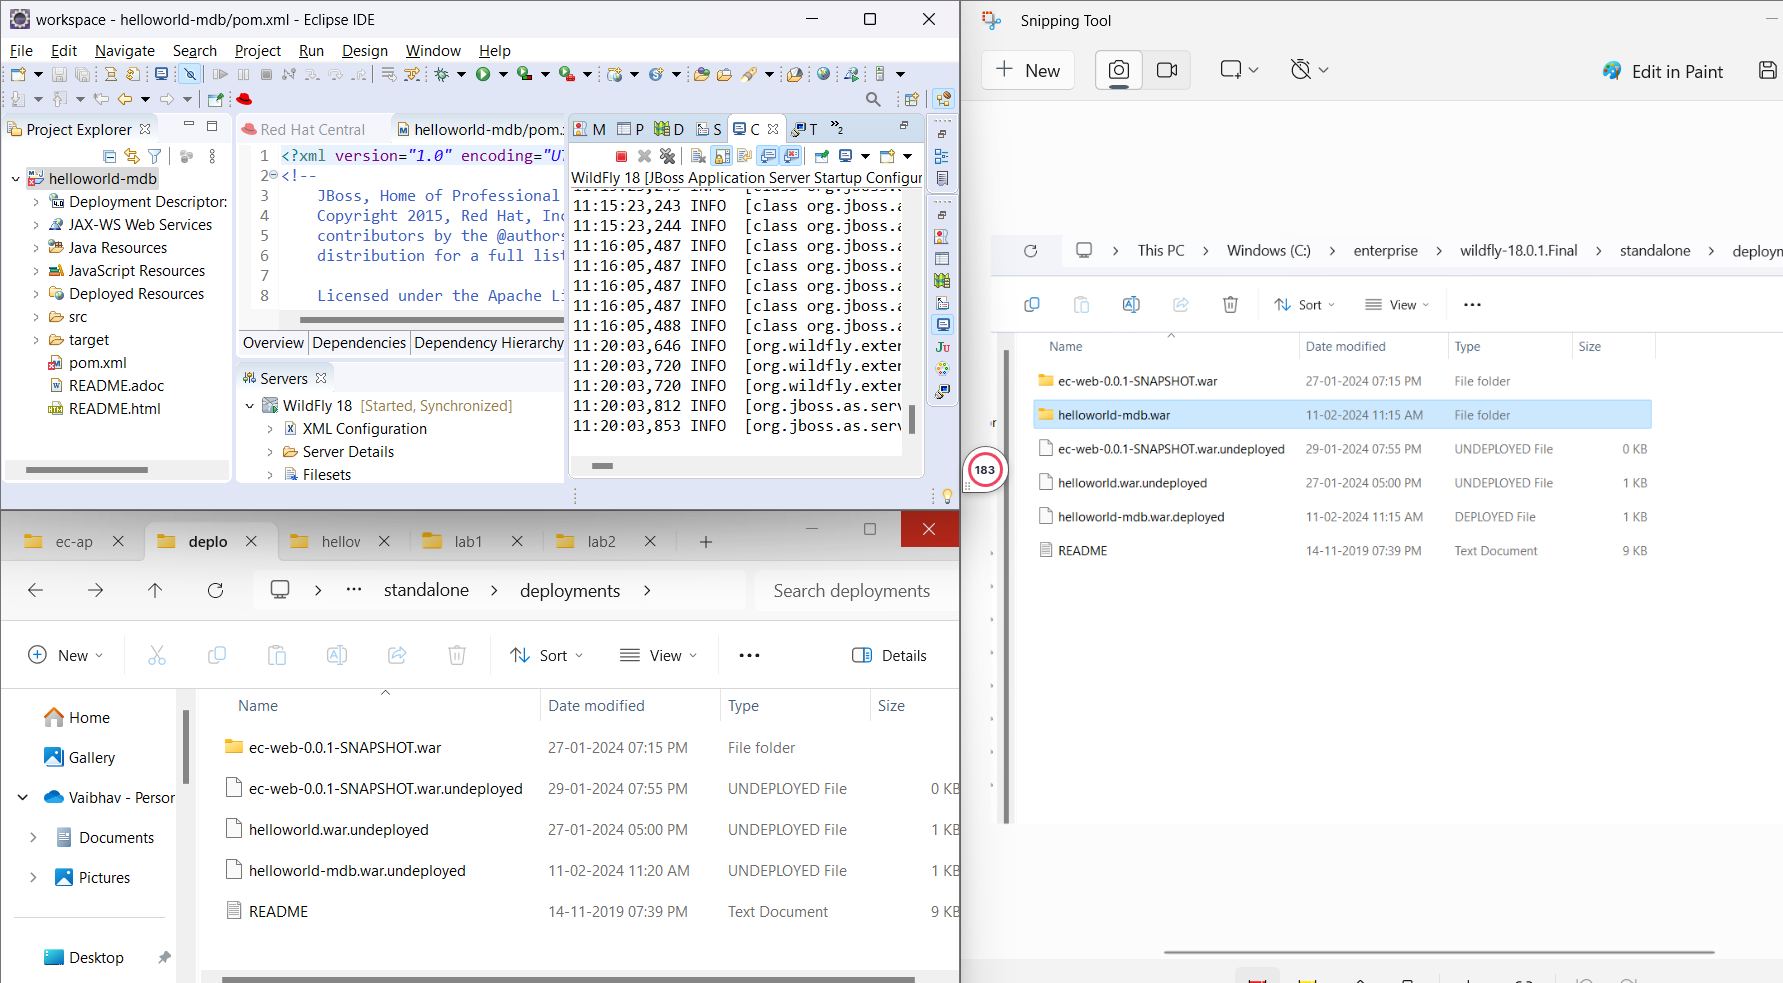 workspace - helloworld-mdb/pom.xml - Eclipse IDE
File Edit Navigate Search Project Run Design Window Help
Project Explorer
helloworld-mdb
Deployment Descriptor:
JAX-WS Web Services
Java Resources
JavaScript Resources
Deployed Resources
src
target
pom.xml
README.adoc
README.html
Red Hat Central
helloworld-mdb/pom.
1 <?xml version="1.0" encoding="UT
2 <!--
3 JBoss, Home of Professional
4 Copyright 2015, Red Hat, Inc
5 contributors by the @authors
6 distribution for a full list
7
8 Licensed under the Apache Li
Overview Dependencies Dependency Hierarchy
Servers
WildFly 18 [Started, Synchronized]
XML Configuration
Server Details
Filesets
M P D S C T »2
WildFly 18 [JBoss Application Server Startup Configur
11:15:23,243 INFO [class org.jboss.a
11:15:23,243 INFO [class org.jboss.a
11:15:23,244 INFO [class org.jboss.a
11:16:05,487 INFO [class org.jboss.a
11:16:05,487 INFO [class org.jboss.a
11:16:05,487 INFO [class org.jboss.a
11:16:05,487 INFO [class org.jboss.a
11:16:05,488 INFO [class org.jboss.a
11:20:03,646 INFO [org.wildfly.exter
11:20:03,720 INFO [org.wildfly.exter
11:20:03,720 INFO [org.wildfly.exter
11:20:03,812 INFO [org.jboss.as.serv
11:20:03,853 INFO [org.jboss.as.serv
Ju
ec-ap deplo hellov lab1 lab2
standalone > deployments > Search deployments
New Sort View ... Details
Home
Gallery
Vaibhav - Person
Documents
Pictures
Desktop
Name Date modified Type Size
ec-web-0.0.1-SNAPSHOT.war 27-01-2024 07:15 PM File folder
ec-web-0.0.1-SNAPSHOT.war.undeployed 29-01-2024 07:55 PM UNDEPLOYED File 0 KB
helloworld.war.undeployed 27-01-2024 05:00 PM UNDEPLOYED File 1 KB
helloworld-mdb.war.undeployed 11-02-2024 11:20 AM UNDEPLOYED File 1 KB
README 14-11-2019 07:39 PM Text Document 9 KB
Snipping Tool
New Edit in Paint
This PC > Windows (C:) > enterprise > wildfly-18.0.1.Final > standalone > deploym
Sort View ...
Name Date modified Type Size
ec-web-0.0.1-SNAPSHOT.war 27-01-2024 07:15 PM File folder
helloworld-mdb.war 11-02-2024 11:15 AM File folder
ec-web-0.0.1-SNAPSHOT.war.undeployed 29-01-2024 07:55 PM UNDEPLOYED File 0 KB
helloworld.war.undeployed 27-01-2024 05:00 PM UNDEPLOYED File 1 KB
helloworld-mdb.war.deployed 11-02-2024 11:15 AM DEPLOYED File 1 KB
README 14-11-2019 07:39 PM Text Document 9 KB
183